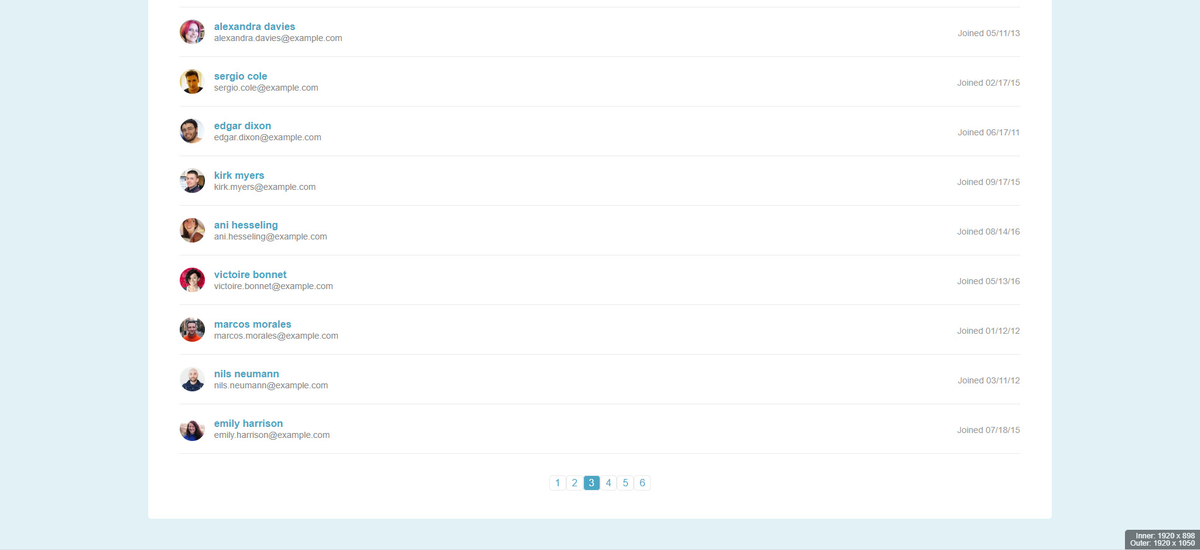 alexandra davies
alexandra.davies@example.com
Joined 05/11/13
sergio cole
sergio.cole@example.com
Joined 02/17/15
edgar dixon
edgar.dixon@example.com
Joined 06/17/11
kirk myers
kirk.myers@example.com
Joined 09/17/15
ani hesseling
ani.hesseling@example.com
Joined 08/14/16
victoire bonnet
victoire.bonnet@example.com
Joined 05/13/16
marcos morales
marcos.morales@example.com
Joined 01/12/12
nils neumann
nils.neumann@example.com
Joined 03/11/12
emily harrison
emily.harrison@example.com
Joined 07/18/15
1 2 3 4 5 6
Inner: 1920 x 898
Outer: 1920 x 1050